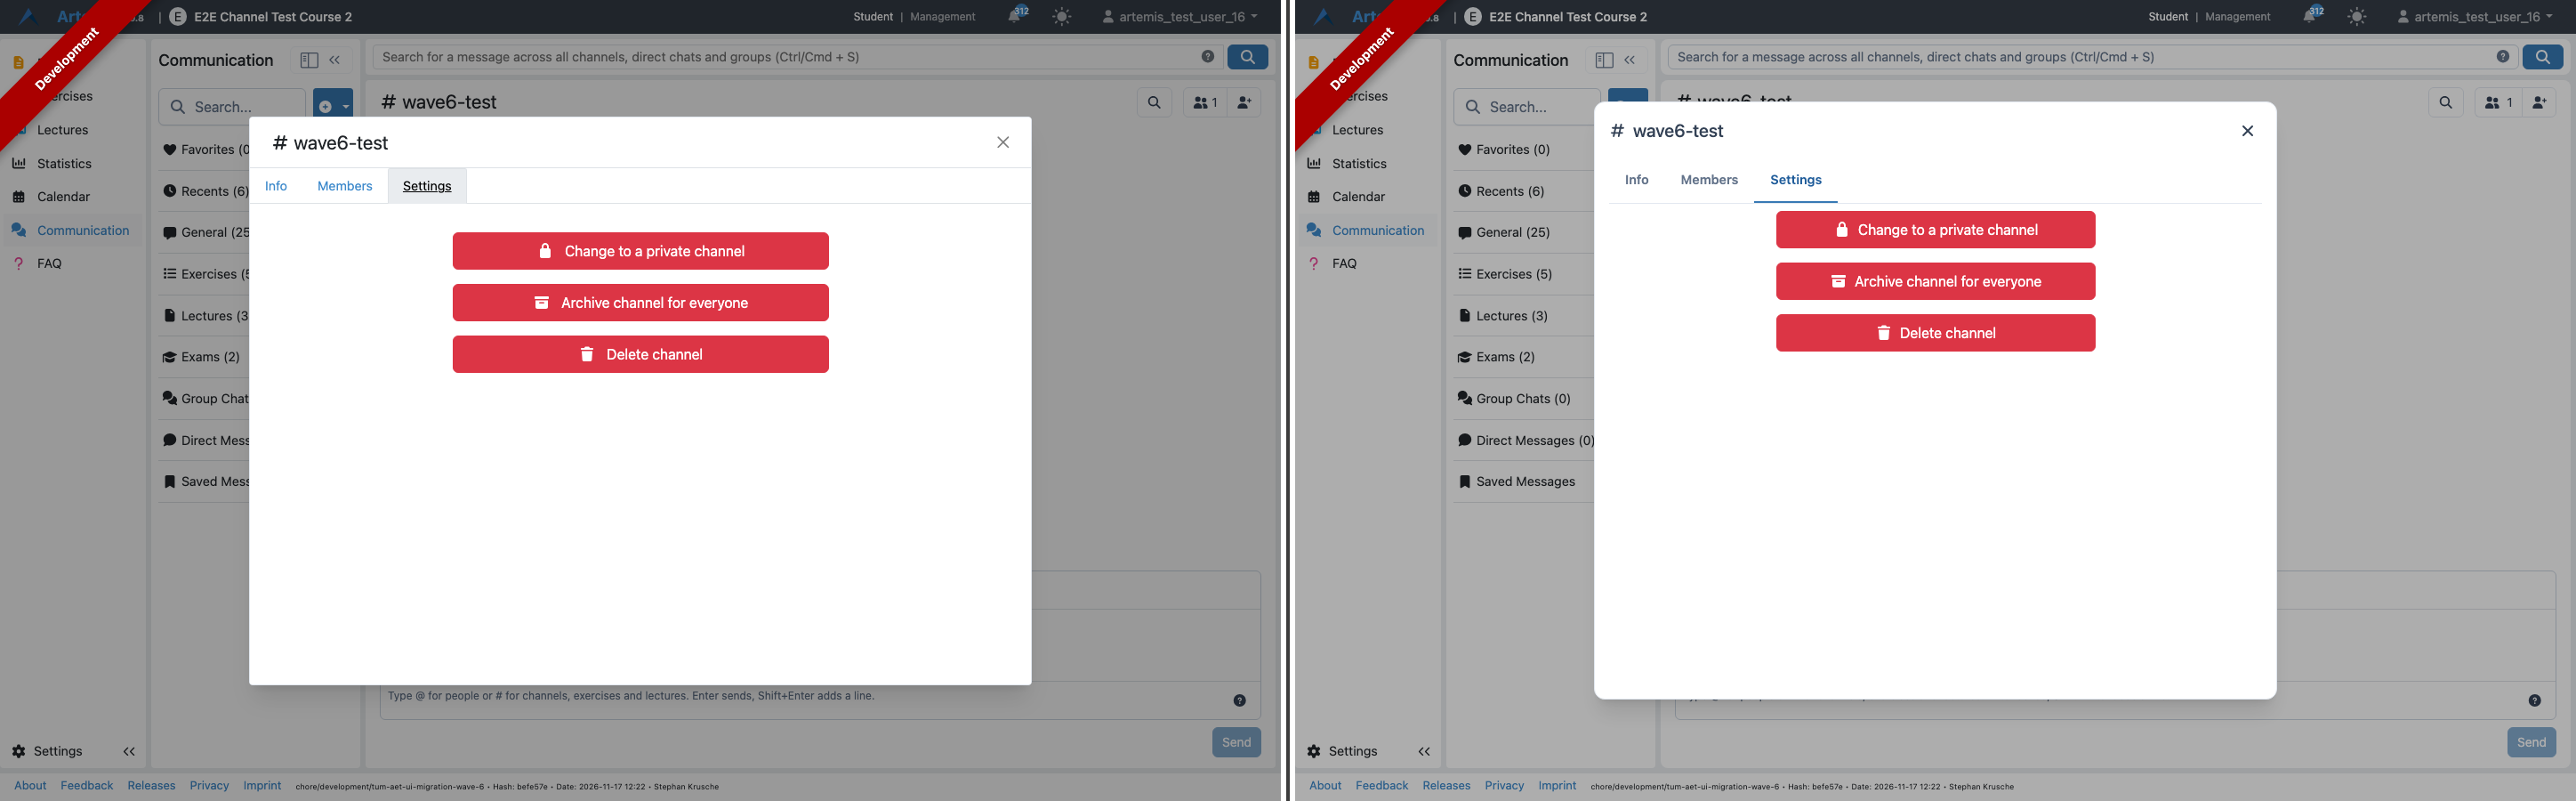 Development
.8 | E E2E Channel Test Course 2
Student | Management
312
artemis_test_user_16
Communication
Search for a message across all channels, direct chats and groups (Ctrl/Cmd + S)
Search...
# wave6-test
1
Lectures
Statistics
Calendar
Communication
FAQ
Favorites (0
Recents (6)
General (25
Exercises (5
Lectures (3
Exams (2)
Group Chat
Direct Mess
Saved Mess
# wave6-test
Info Members Settings
Change to a private channel
Archive channel for everyone
Delete channel
Type @ for people or # for channels, exercises and lectures. Enter sends, Shift+Enter adds a line.
Send
Settings
About Feedback Releases Privacy Imprint chore/development/tum-aet-ui-migration-wave-6 • Hash: befe57e • Date: 2026-11-17 12:22 • Stephan Krusche
Development
.8 | E E2E Channel Test Course 2
Student | Management
312
artemis_test_user_16
Communication
Search for a message across all channels, direct chats and groups (Ctrl/Cmd + S)
Search...
# wave6-test
1
Lectures
Statistics
Calendar
Communication
FAQ
Favorites (0)
Recents (6)
General (25)
Exercises (5)
Lectures (3)
Exams (2)
Group Chats (0)
Direct Messages (0)
Saved Messages
# wave6-test
Info Members Settings
Change to a private channel
Archive channel for everyone
Delete channel
Send
Settings
About Feedback Releases Privacy Imprint chore/development/tum-aet-ui-migration-wave-6 • Hash: befe57e • Date: 2026-11-17 12:22 • Stephan Krusche